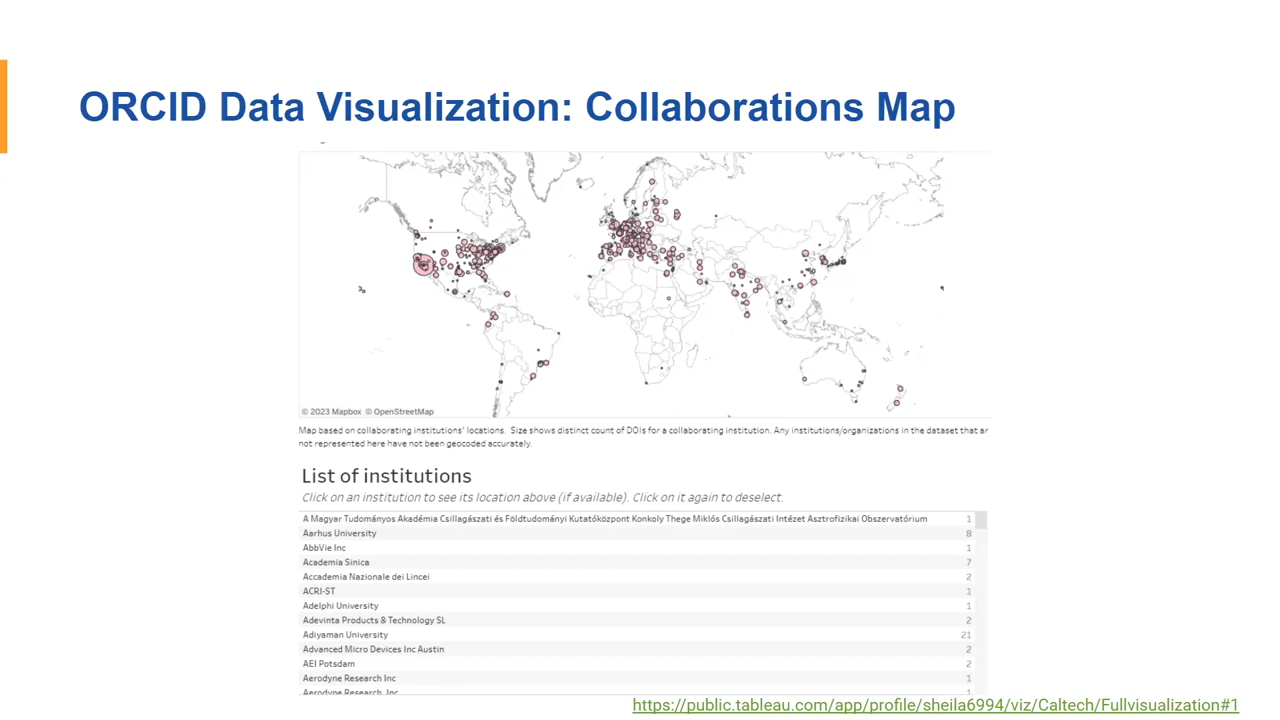 ORCID Data Visualization: Collaborations Map
© 2023 Mapbox © OpenStreetMap
Map based on collaborating institutions' locations. Size shows distinct count of DOIs for a collaborating institution. Any institutions/organizations in the dataset that ar
not represented here have not been geocoded accurately.
List of institutions
Click on an institution to see its location above (if available). Click on it again to deselect.
A Magyar Tudományos Akadémia Csillagászati és Földtudományi Kutatóközpont Konkoly Thege Miklós Csillagászati Intézet Asztrofizikai Obszervatórium 1
Aarhus University 8
AbbVie Inc 1
Academia Sinica 7
Accademia Nazionale dei Lincei 2
ACRI-ST 1
Adelphi University 1
Adevinta Products & Technology SL 2
Adiyaman University 21
Advanced Micro Devices Inc Austin 2
AEI Potsdam 2
Aerodyne Research Inc 1
Aerodyne Research, Inc. 1
https://public.tableau.com/app/profile/sheila6994/viz/Caltech/Fullvisualization#1